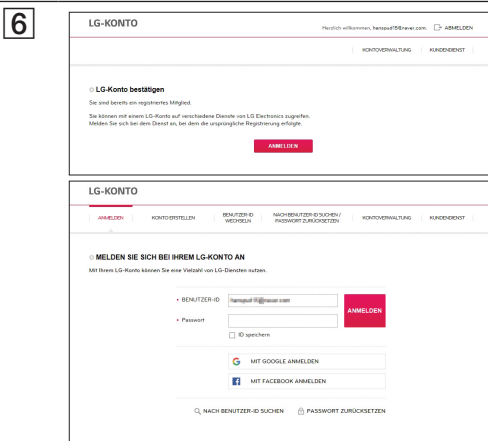 6
LG-KONTO
Herzlich willkommen, hanspud15@naver.com. ABMELDEN
KONTOVERWALTUNG KUNDENDIENST
LG-Konto bestätigen
Sie sind bereits ein registriertes Mitglied.
Sie können mit einem LG-Konto auf verschiedene Dienste von LG Electronics zugreifen.
Melden Sie sich bei dem Dienst an, bei dem die ursprüngliche Registrierung erfolgte.
ANMELDEN
LG-KONTO
ANMELDEN KONTO ERSTELLEN BENUTZER-ID WECHSELN NACH BENUTZER-ID SUCHEN / PASSWORT ZURÜCKSETZEN KONTOVERWALTUNG KUNDENDIENST
MELDEN SIE SICH BEI IHREM LG-KONTO AN
Mit Ihrem LG-Konto können Sie eine Vielzahl von LG-Diensten nutzen.
BENUTZER-ID
ANMELDEN
Passwort
ID speichern
MIT GOOGLE ANMELDEN
MIT FACEBOOK ANMELDEN
NACH BENUTZER-ID SUCHEN PASSWORT ZURÜCKSETZEN